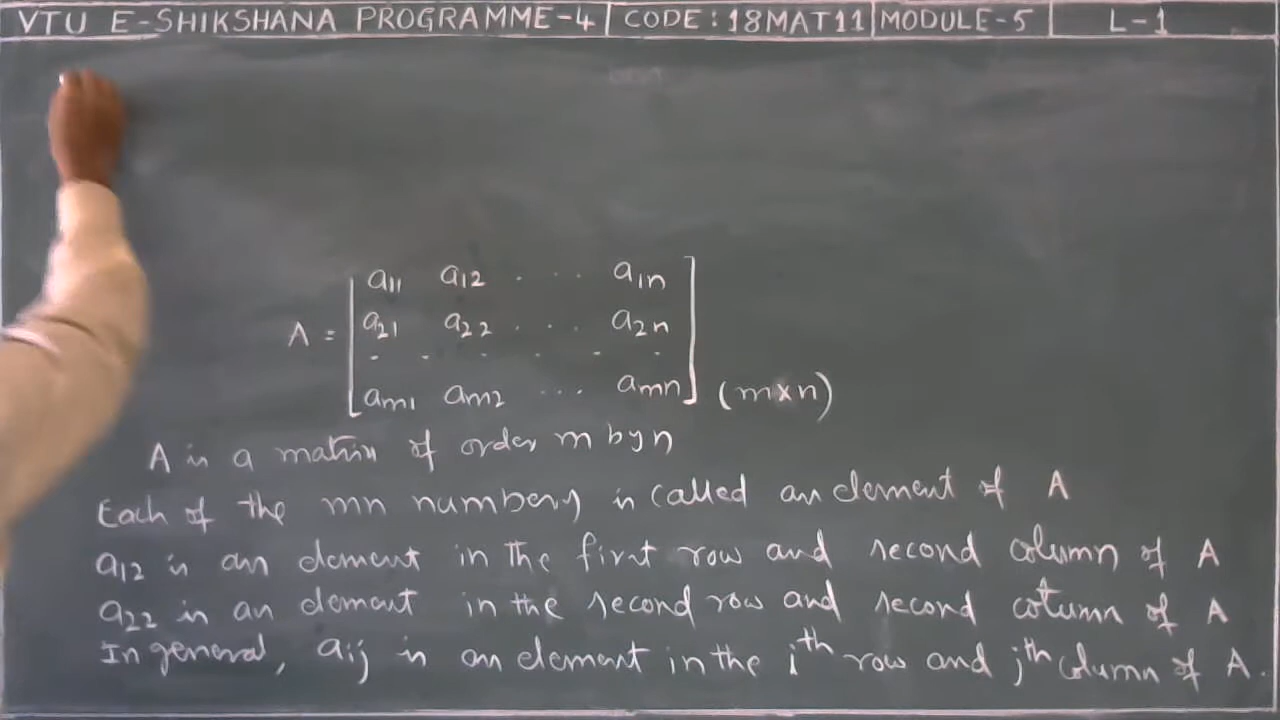 VTU E-SHIKSHANA PROGRAMME-4 | CODE: 18MAT11 | MODULE-5 | L-1
a11 a12 . . . . a1n
A = a21 a22 . . . . a2n
. . . . . .
am1 am2 ... amn (m×n)
A is a matrix of order m by n
Each of the mn numbers is called an element of A
a12 is an element in the first row and second column of A
a22 is an element in the second row and second column of A
In general, aij is an element in the ith row and jth column of A.